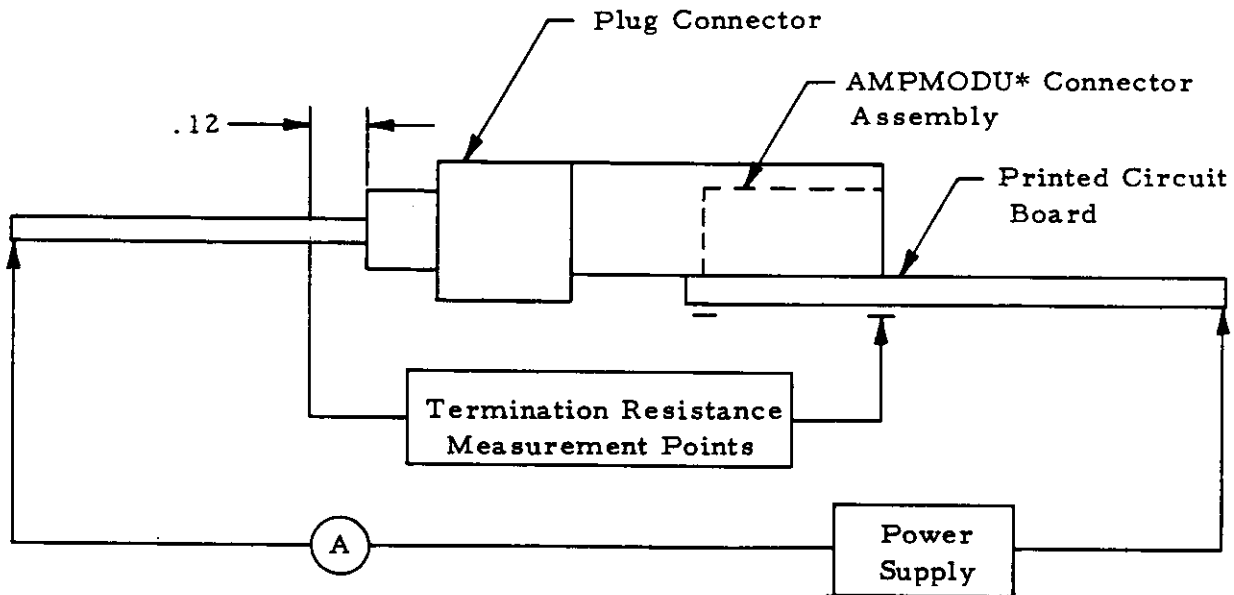 Plug Connector
AMPMODU* Connector
Assembly
.12
Printed Circuit
Board
Termination Resistance
Measurement Points
A
Power
Supply